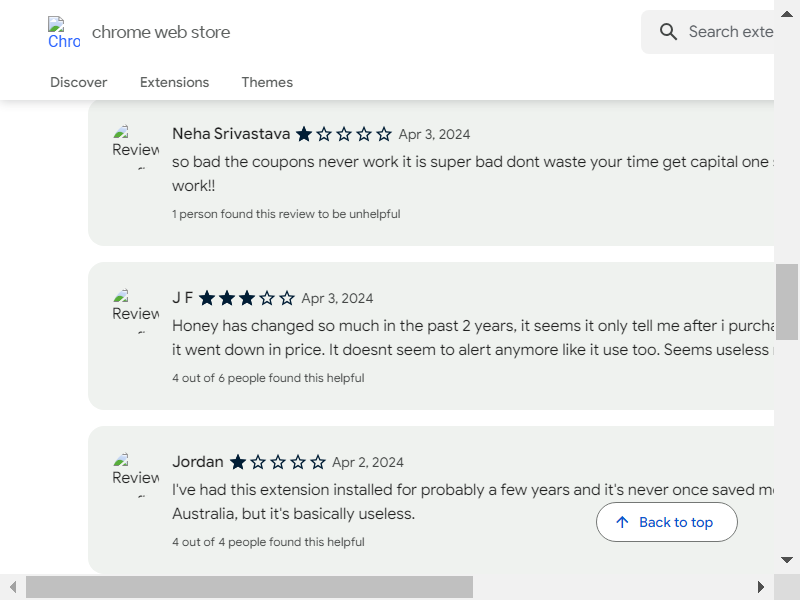 Chro
chrome web store
Search exte
Discover
Extensions
Themes
Neha Srivastava
Apr 3, 2024
Review
so bad the coupons never work it is super bad dont waste your time get capital one
work!!
1 person found this review to be unhelpful
J F
Apr 3, 2024
Review
Honey has changed so much in the past 2 years, it seems it only tell me after i purcha
it went down in price. It doesnt seem to alert anymore like it use too. Seems useless
4 out of 6 people found this helpful
Jordan
Apr 2, 2024
Review
I've had this extension installed for probably a few years and it's never once saved me
Australia, but it's basically useless.
Back to top
4 out of 4 people found this helpful